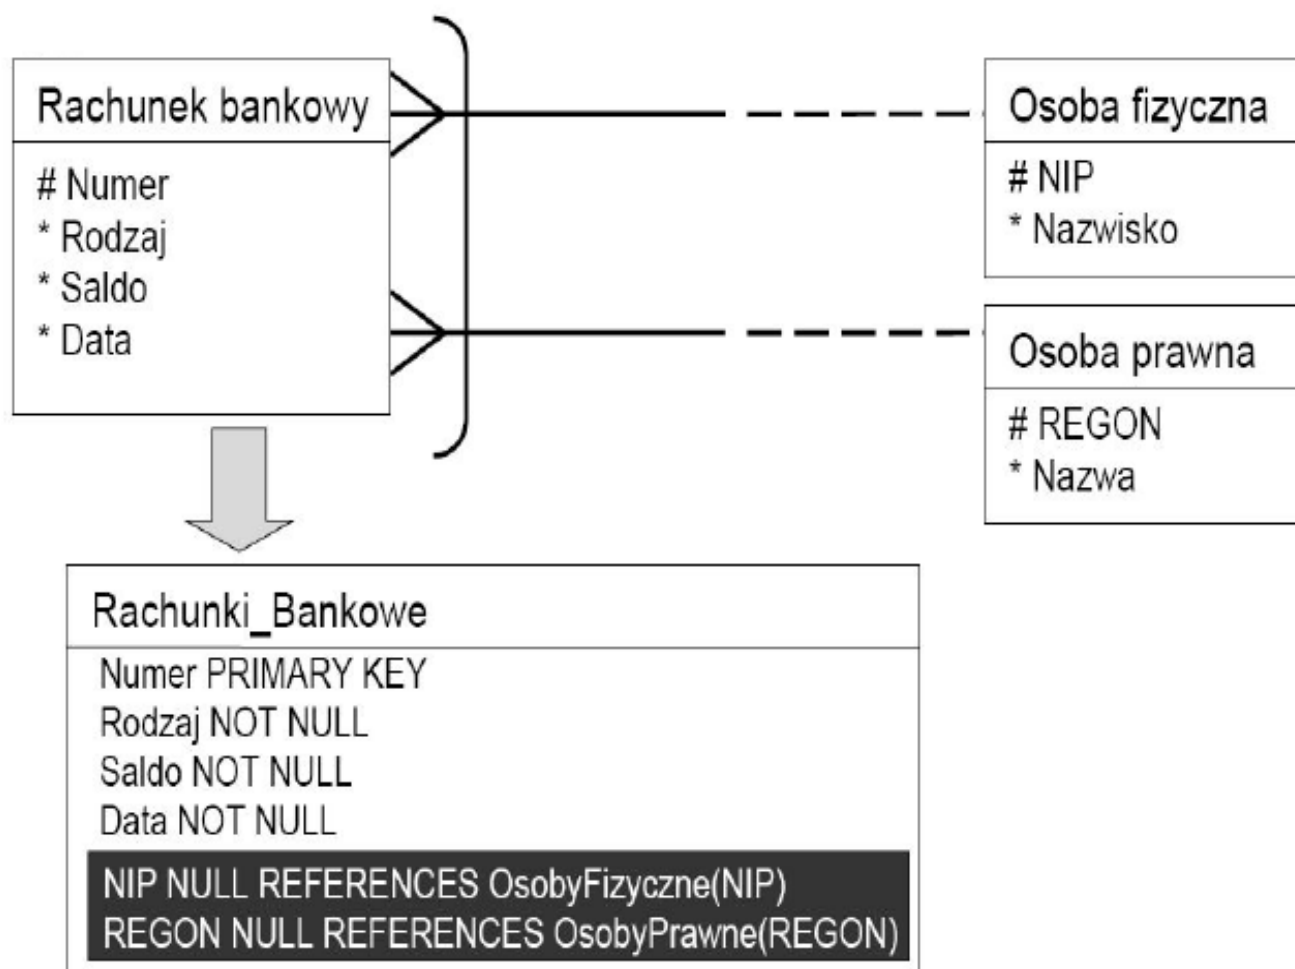 Rachunek bankowy
# Numer
* Rodzaj
* Saldo
* Data
Osoba fizyczna
# NIP
* Nazwisko
Osoba prawna
# REGON
* Nazwa
Rachunki_Bankowe
Numer PRIMARY KEY
Rodzaj NOT NULL
Saldo NOT NULL
Data NOT NULL
NIP NULL REFERENCES OsobyFizyczne(NIP)
REGON NULL REFERENCES OsobyPrawne(REGON)